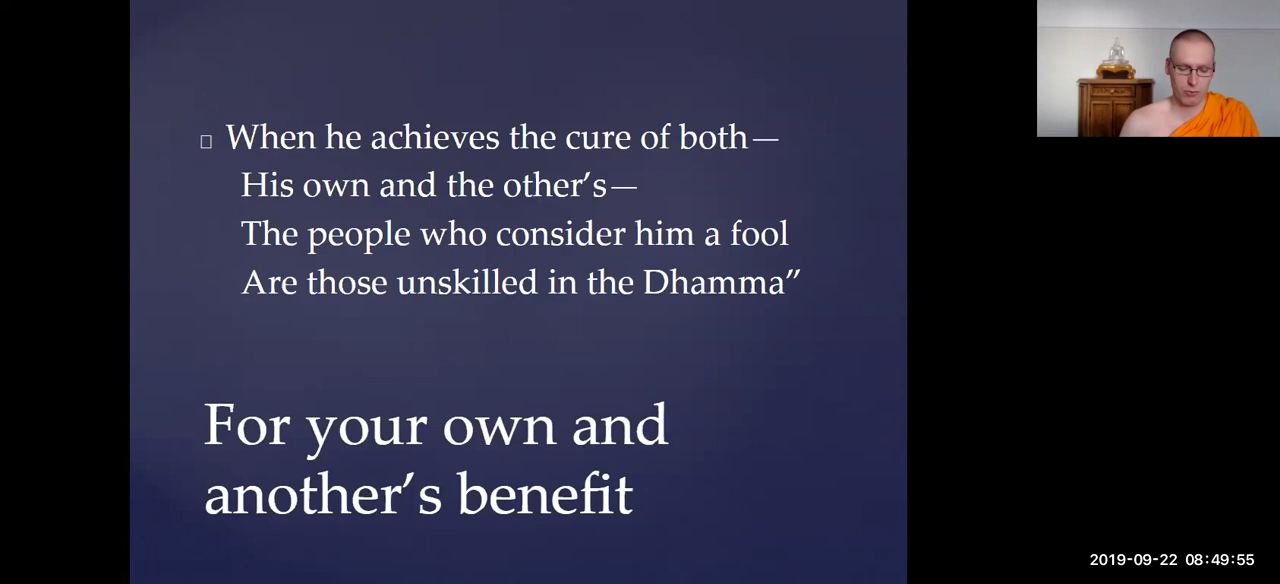 When he achieves the cure of both—
His own and the other’s—
The people who consider him a fool
Are those unskilled in the Dhamma”
For your own and
another’s benefit
2019-09-22 08:49:55